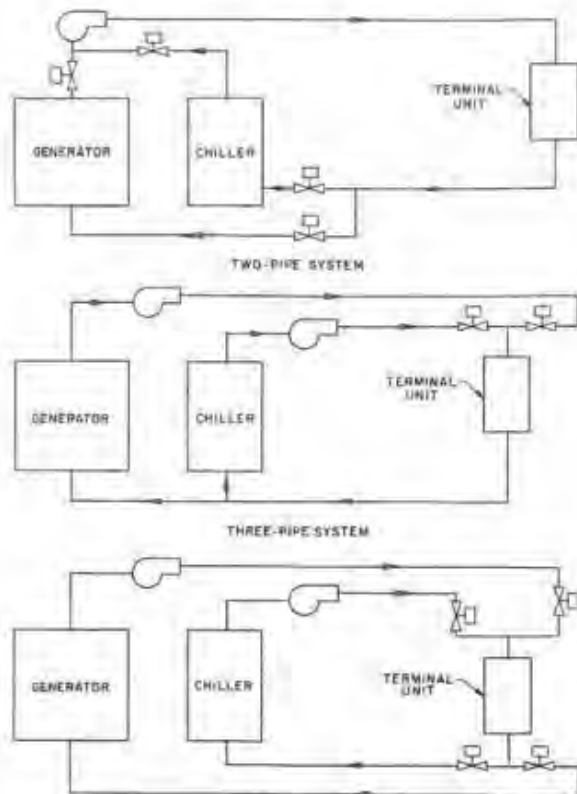 TERMINAL
UNIT
GENERATOR
CHILLER
TWO-PIPE SYSTEM
GENERATOR
CHILLER
TERMINAL
UNIT
THREE-PIPE SYSTEM
GENERATOR
CHILLER
TERMINAL
UNIT